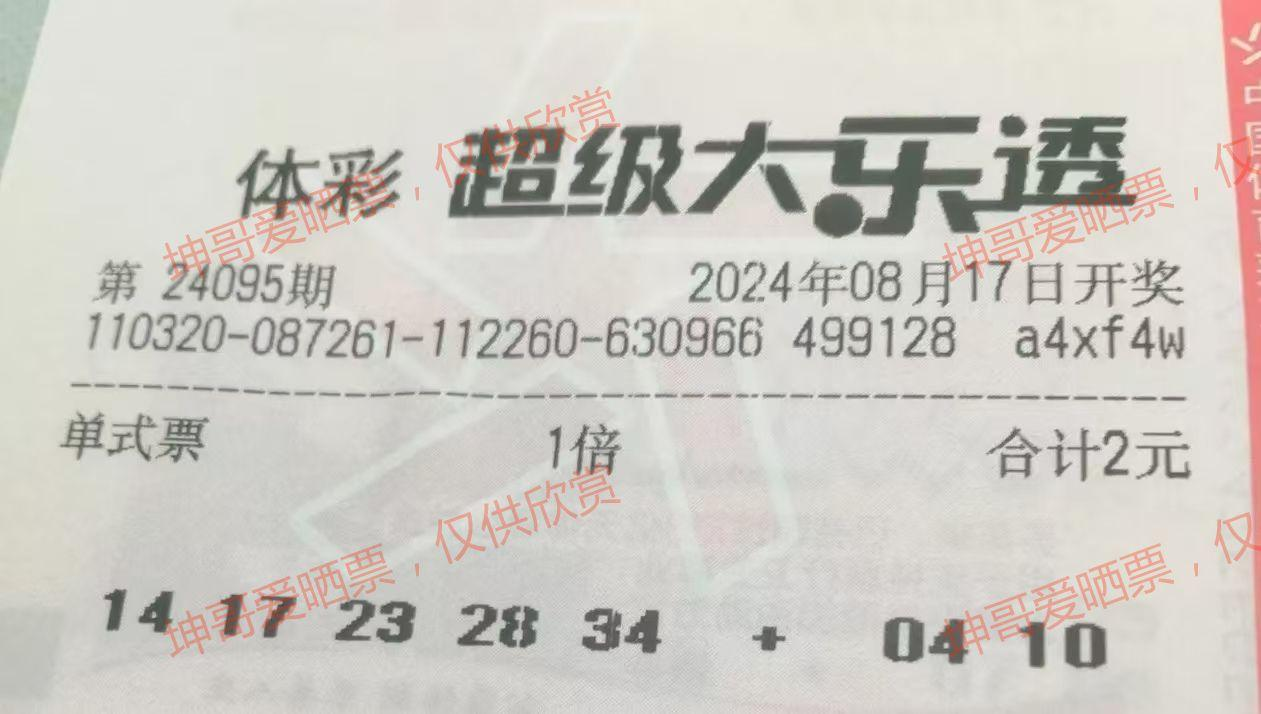 体彩 超级大乐透
第 24095期 2024年08月17日开奖
110320-087261-112260-630966 499128 a4xf4w
单式票 1倍 合计2元
14 17 23 28 34 + 04 10
坤哥爱晒票，仅供欣赏
坤哥爱晒票，仅
坤哥爱晒票，仅供欣赏
坤哥爱晒票，仅
中国体